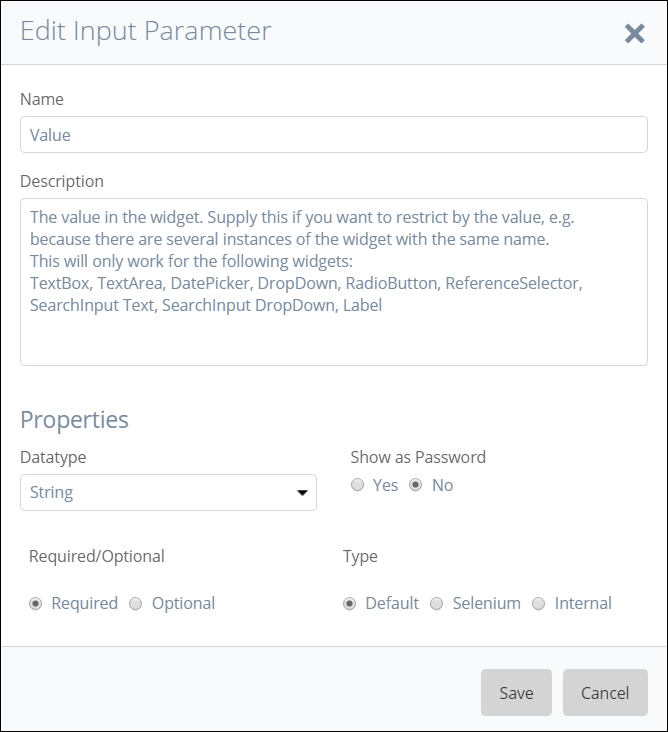 Edit Input Parameter
Name
Value
Description
The value in the widget. Supply this if you want to restrict by the value, e.g.
because there are several instances of the widget with the same name.
This will only work for the following widgets:
TextBox, TextArea, DatePicker, DropDown, RadioButton, ReferenceSelector,
SearchInput Text, SearchInput DropDown, Label
Properties
Datatype
Show as Password
String
Yes No
Required/Optional
Type
Required Optional
Default Selenium Internal
Save
Cancel